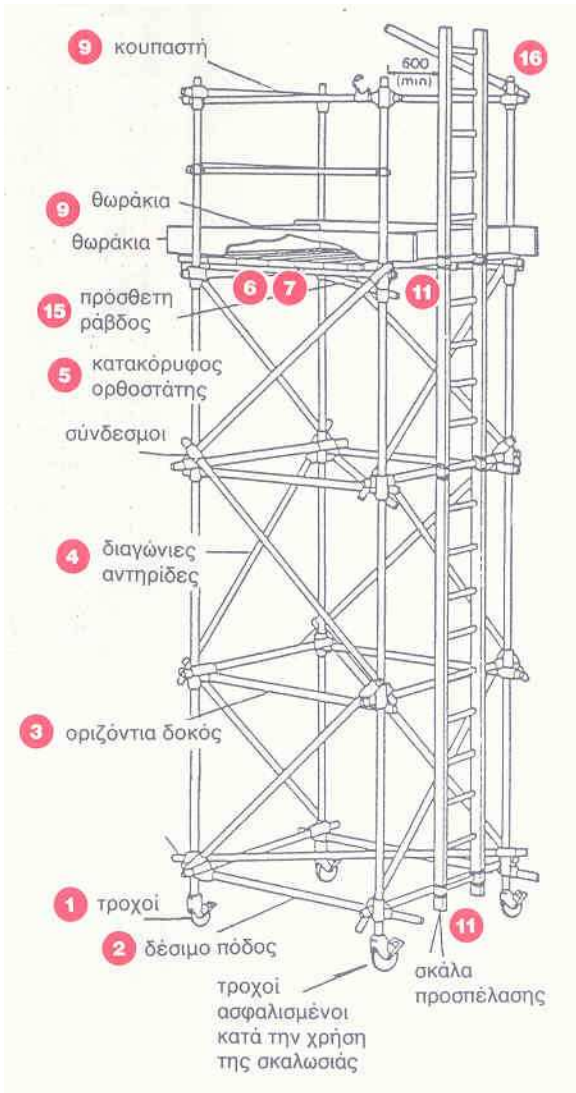 9 κουπαστή
600
(min)
16
9 θωράκια
θωράκια
6 7
11
15 πρόσθετη
ράβδος
5 κατακόρυφος
ορθοστάτης
σύνδεσμοι
4 διαγώνιες
αντηρίδες
3 οριζόντια δοκός
1 τροχοί
2 δέσιμο πόδος
11
σκάλα
προσπέλασης
τροχοί
ασφαλισμένοι
κατά την χρήση
της σκαλωσιάς